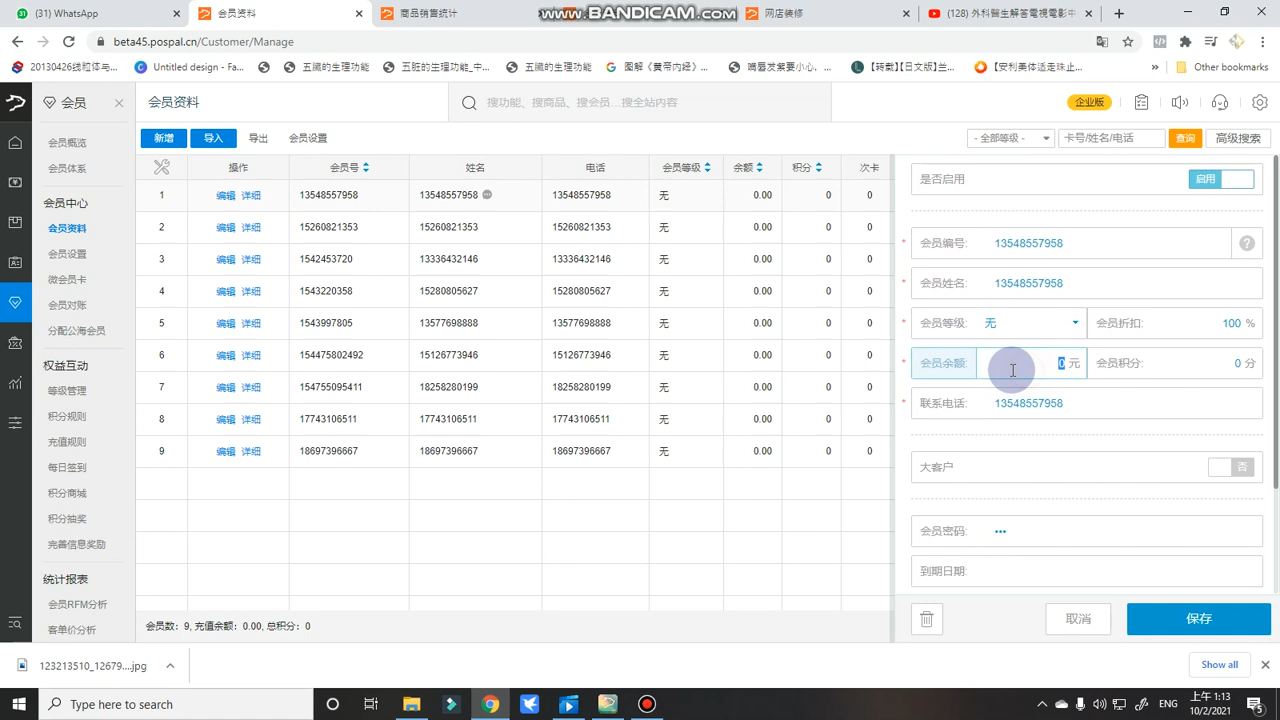 (31) WhatsApp
会员资料
商品销售统计
www.BANDICAM.com
网店装修
(128) 外科醫生解答電視電影中
beta45.pospal.cn/Customer/Manage
20130426线粒体与...
Untitled design - Fa...
五臓的生理功能
五脏的生理功能_中...
五臓的生理功能
图解《黄帝内经》...
嘴唇发紫要小心、...
【转载】【日文版】兰...
【安利美体适走珠止...
Other bookmarks
会员
会员资料
搜功能、搜商品、搜会员...搜全站内容
企业版
新增
导入
导出
会员设置
- 全部等级 -
卡号/姓名/电话
查询
高级搜索
会员概览
会员体系
会员中心
会员资料
会员设置
微会员卡
会员对账
分配公海会员
权益互动
等级管理
积分规则
充值规则
每日签到
积分商城
积分抽奖
完善信息奖励
统计报表
会员RFM分析
客单价分析
操作 会员号 姓名 电话 会员等级 余额 积分 次卡
1 编辑 详细 13548557958 13548557958 13548557958 无 0.00 0 0
2 编辑 详细 15260821353 15260821353 15260821353 无 0.00 0 0
3 编辑 详细 1542453720 13336432146 13336432146 无 0.00 0 0
4 编辑 详细 1543220358 15280805627 15280805627 无 0.00 0 0
5 编辑 详细 1543997805 13577698888 13577698888 无 0.00 0 0
6 编辑 详细 154475802492 15126773946 15126773946 无 0.00 0 0
7 编辑 详细 154755095411 18258280199 18258280199 无 0.00 0 0
8 编辑 详细 17743106511 17743106511 17743106511 无 0.00 0 0
9 编辑 详细 18697396667 18697396667 18697396667 无 0.00 0 0
会员数: 9, 充值余额: 0.00, 总积分: 0
是否启用 启用
* 会员编号: 13548557958
* 会员姓名: 13548557958
* 会员等级: 无 会员折扣: 100 %
* 会员余额: 0 元 会员积分: 0 分
* 联系电话: 13548557958
大客户 否
会员密码: •••
到期日期:
取消
保存
123213510_12679....jpg
Show all
Type here to search
ENG
上午 1:13
10/2/2021
5